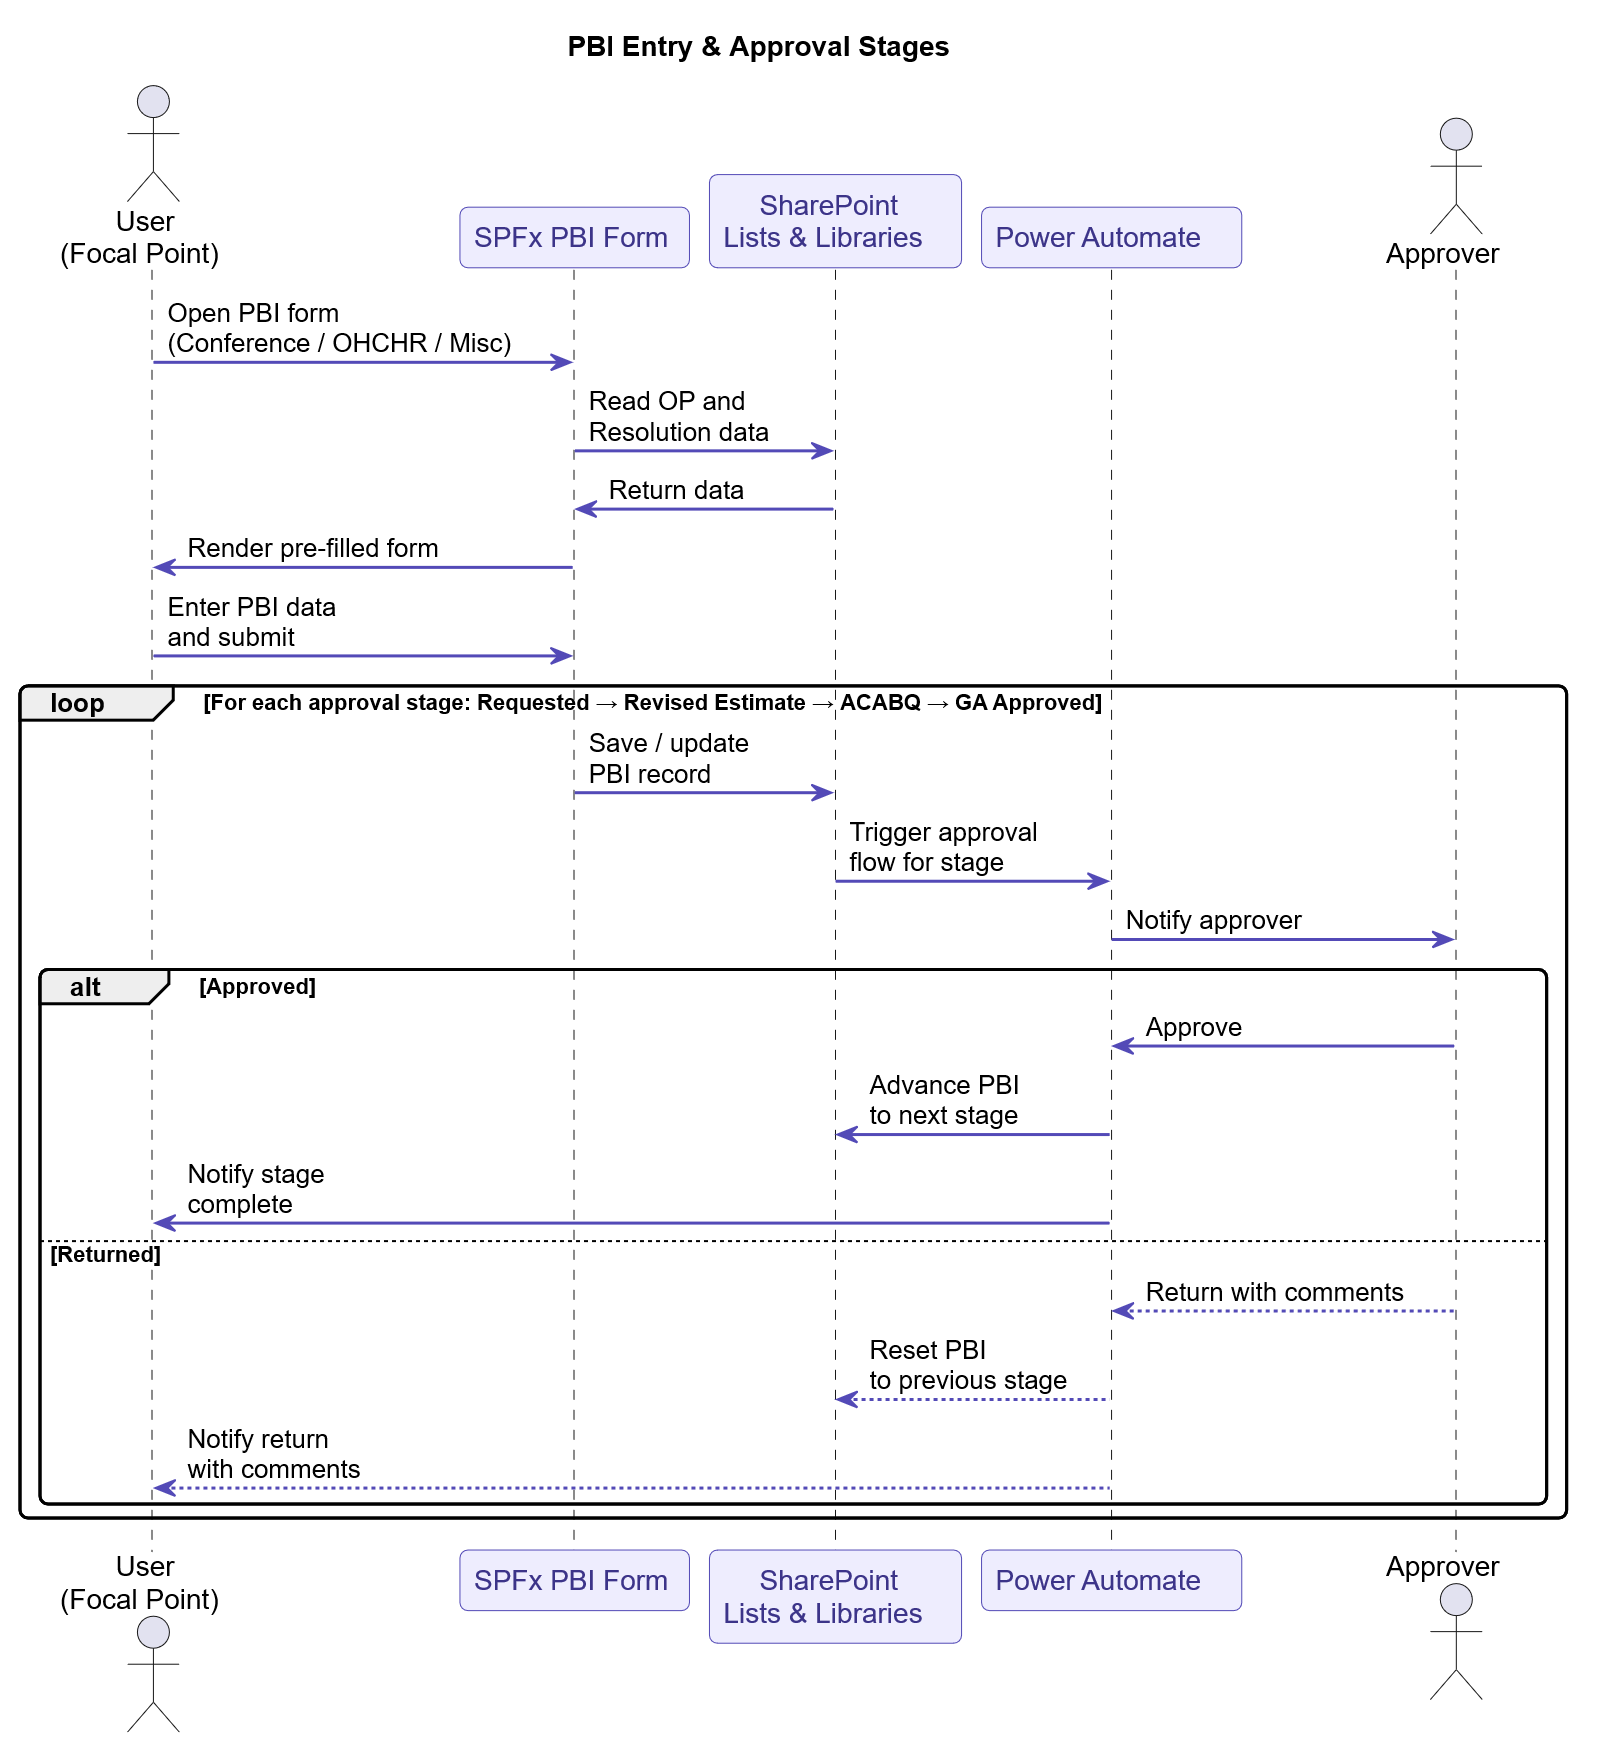 PBI Entry & Approval Stages
User
(Focal Point)
SPFx PBI Form
SharePoint
Lists & Libraries
Power Automate
Approver
Open PBI form
(Conference / OHCHR / Misc)
Read OP and
Resolution data
Return data
Render pre-filled form
Enter PBI data
and submit
loop
[For each approval stage: Requested → Revised Estimate → ACABQ → GA Approved]
Save / update
PBI record
Trigger approval
flow for stage
Notify approver
alt
[Approved]
Approve
Advance PBI
to next stage
Notify stage
complete
[Returned]
Return with comments
Reset PBI
to previous stage
Notify return
with comments
User
(Focal Point)
SPFx PBI Form
SharePoint
Lists & Libraries
Power Automate
Approver